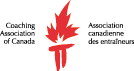 Coaching
Association
of Canada
Association
canadienne
des entraîneurs